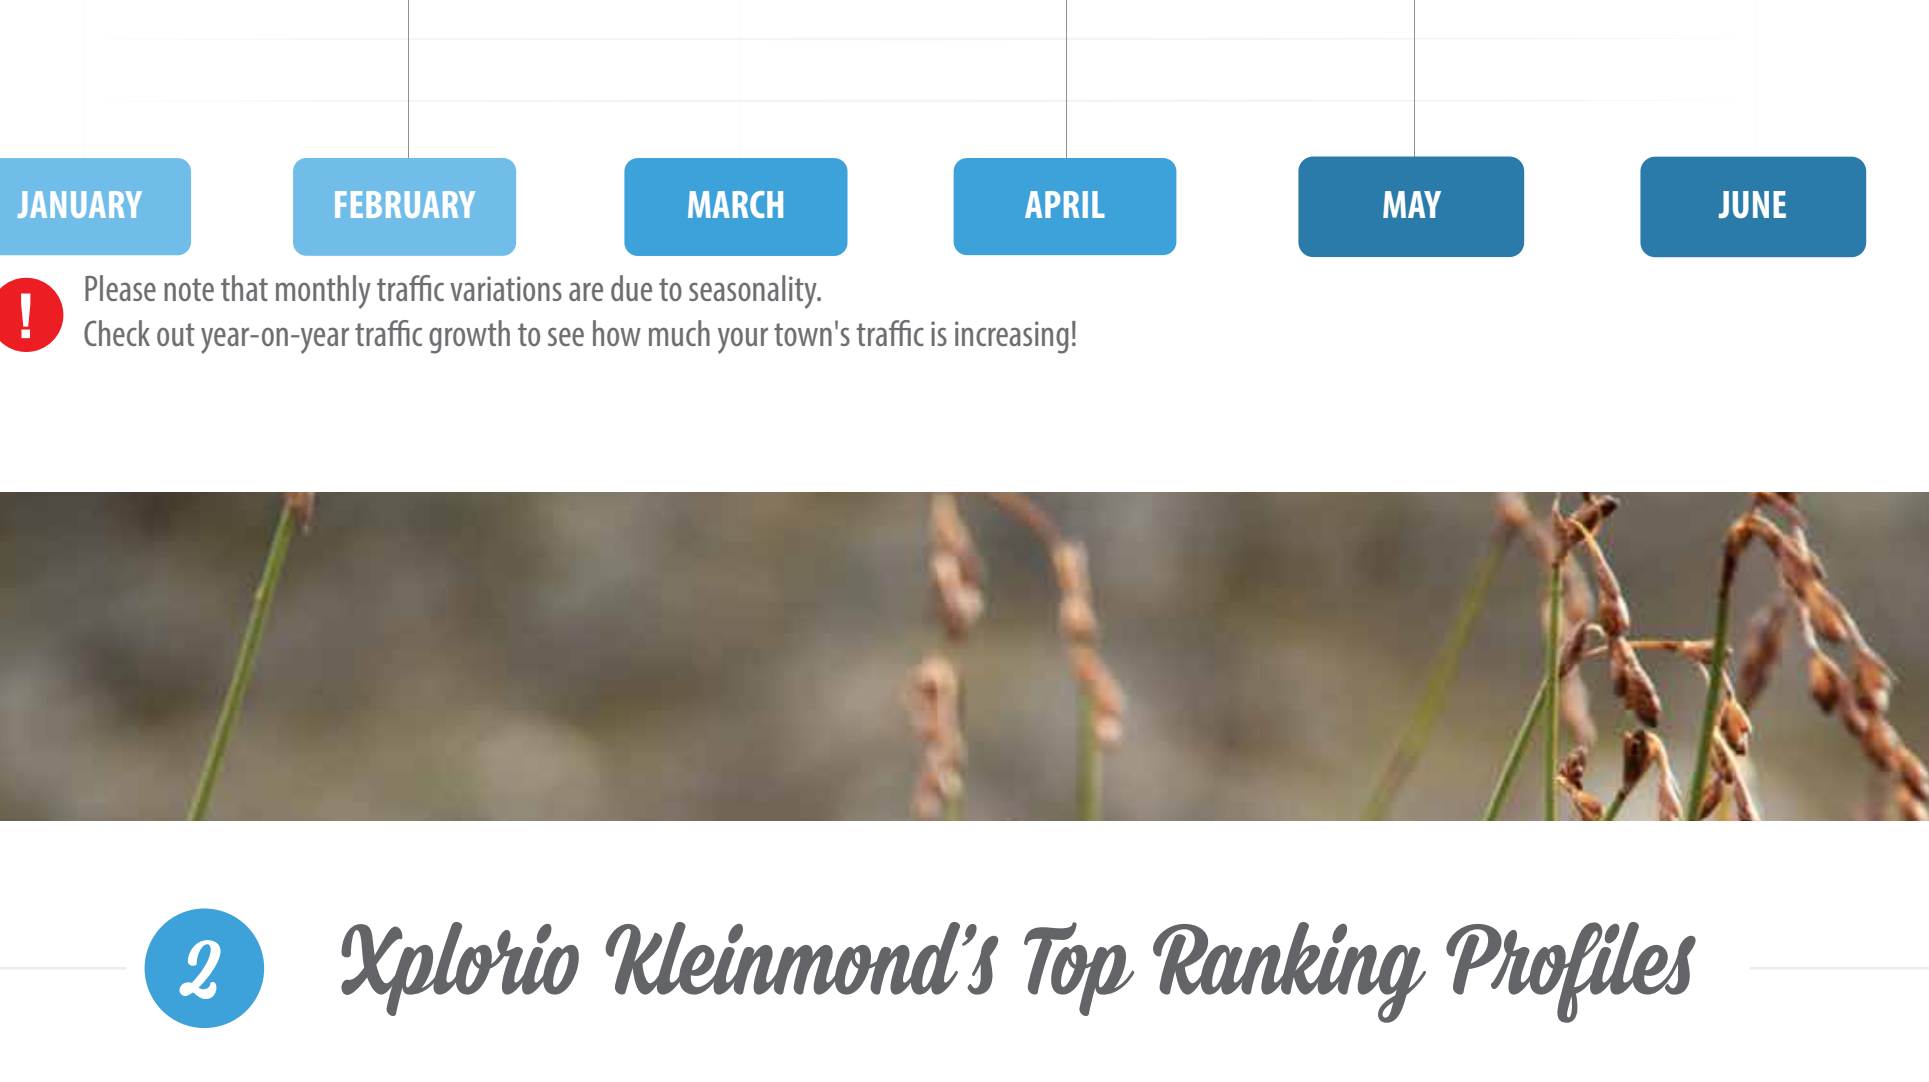 JANUARY FEBRUARY MARCH APRIL MAY JUNE
! Please note that monthly traffic variations are due to seasonality.
Check out year-on-year traffic growth to see how much your town's traffic is increasing!
2 Xplorio Kleinmond's Top Ranking Profiles